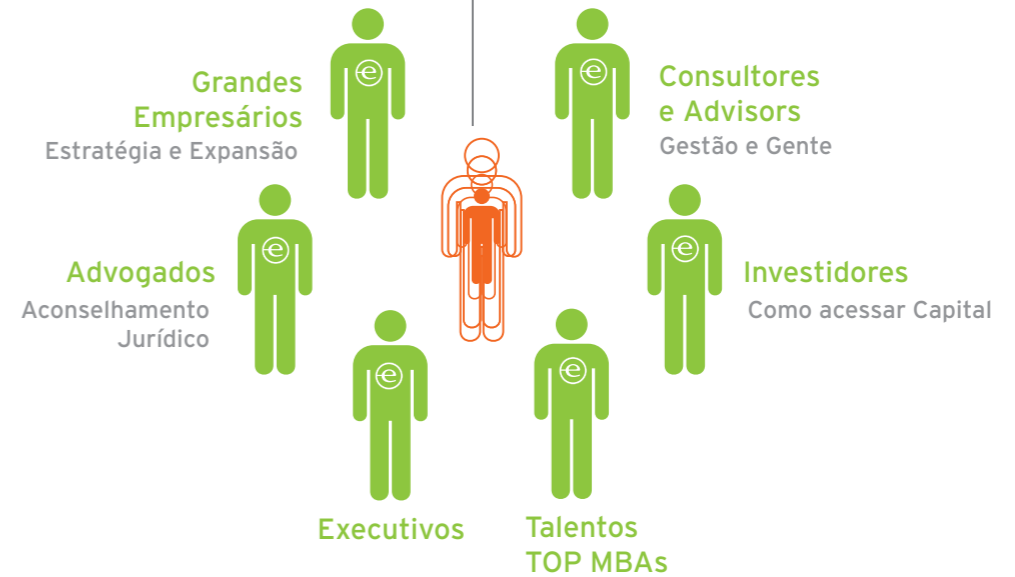 Grandes
Empresários
Estratégia e Expansão
Consultores
e Advisors
Gestão e Gente
Advogados
Aconselhamento
Jurídico
Investidores
Como acessar Capital
Executivos
Talentos
TOP MBAs
e
e
e
e
e
e